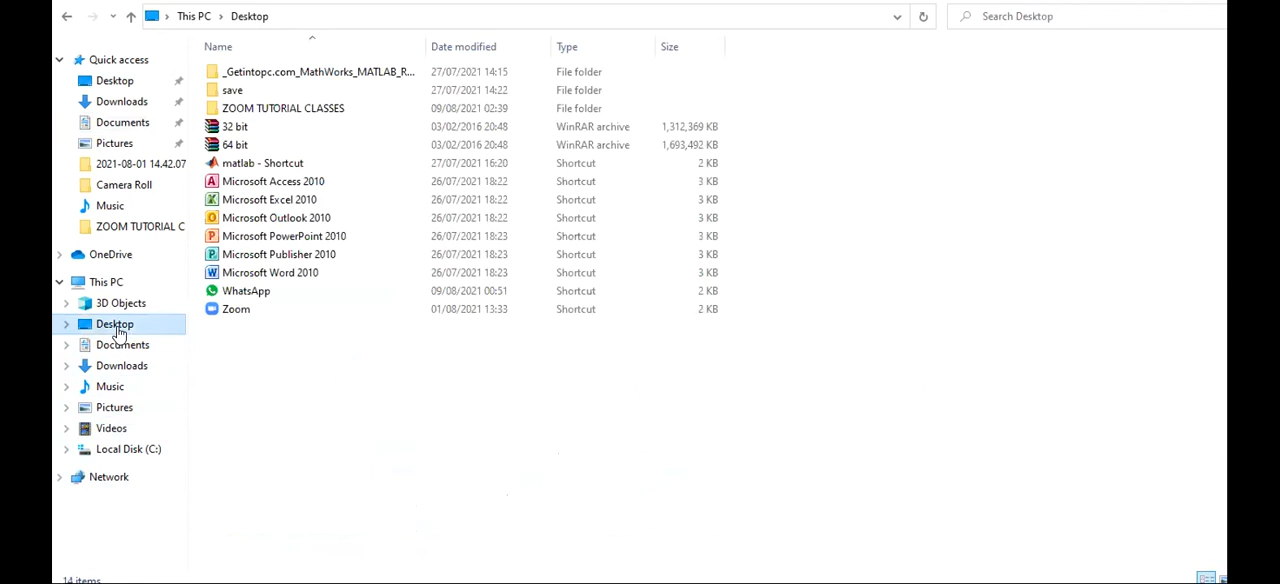 This PC > Desktop
Search Desktop
Name Date modified Type Size
Quick access
Desktop
Downloads
Documents
Pictures
2021-08-01 14.42.07
Camera Roll
Music
ZOOM TUTORIAL C
OneDrive
This PC
3D Objects
Desktop
Documents
Downloads
Music
Pictures
Videos
Local Disk (C:)
Network
_Getintopc.com_MathWorks_MATLAB_R... 27/07/2021 14:15 File folder
save 27/07/2021 14:22 File folder
ZOOM TUTORIAL CLASSES 09/08/2021 02:39 File folder
32 bit 03/02/2016 20:48 WinRAR archive 1,312,369 KB
64 bit 03/02/2016 20:48 WinRAR archive 1,693,492 KB
matlab - Shortcut 27/07/2021 16:20 Shortcut 2 KB
Microsoft Access 2010 26/07/2021 18:22 Shortcut 3 KB
Microsoft Excel 2010 26/07/2021 18:22 Shortcut 3 KB
Microsoft Outlook 2010 26/07/2021 18:22 Shortcut 3 KB
Microsoft PowerPoint 2010 26/07/2021 18:23 Shortcut 3 KB
Microsoft Publisher 2010 26/07/2021 18:23 Shortcut 3 KB
Microsoft Word 2010 26/07/2021 18:23 Shortcut 3 KB
WhatsApp 09/08/2021 00:51 Shortcut 2 KB
Zoom 01/08/2021 13:33 Shortcut 2 KB
14 items